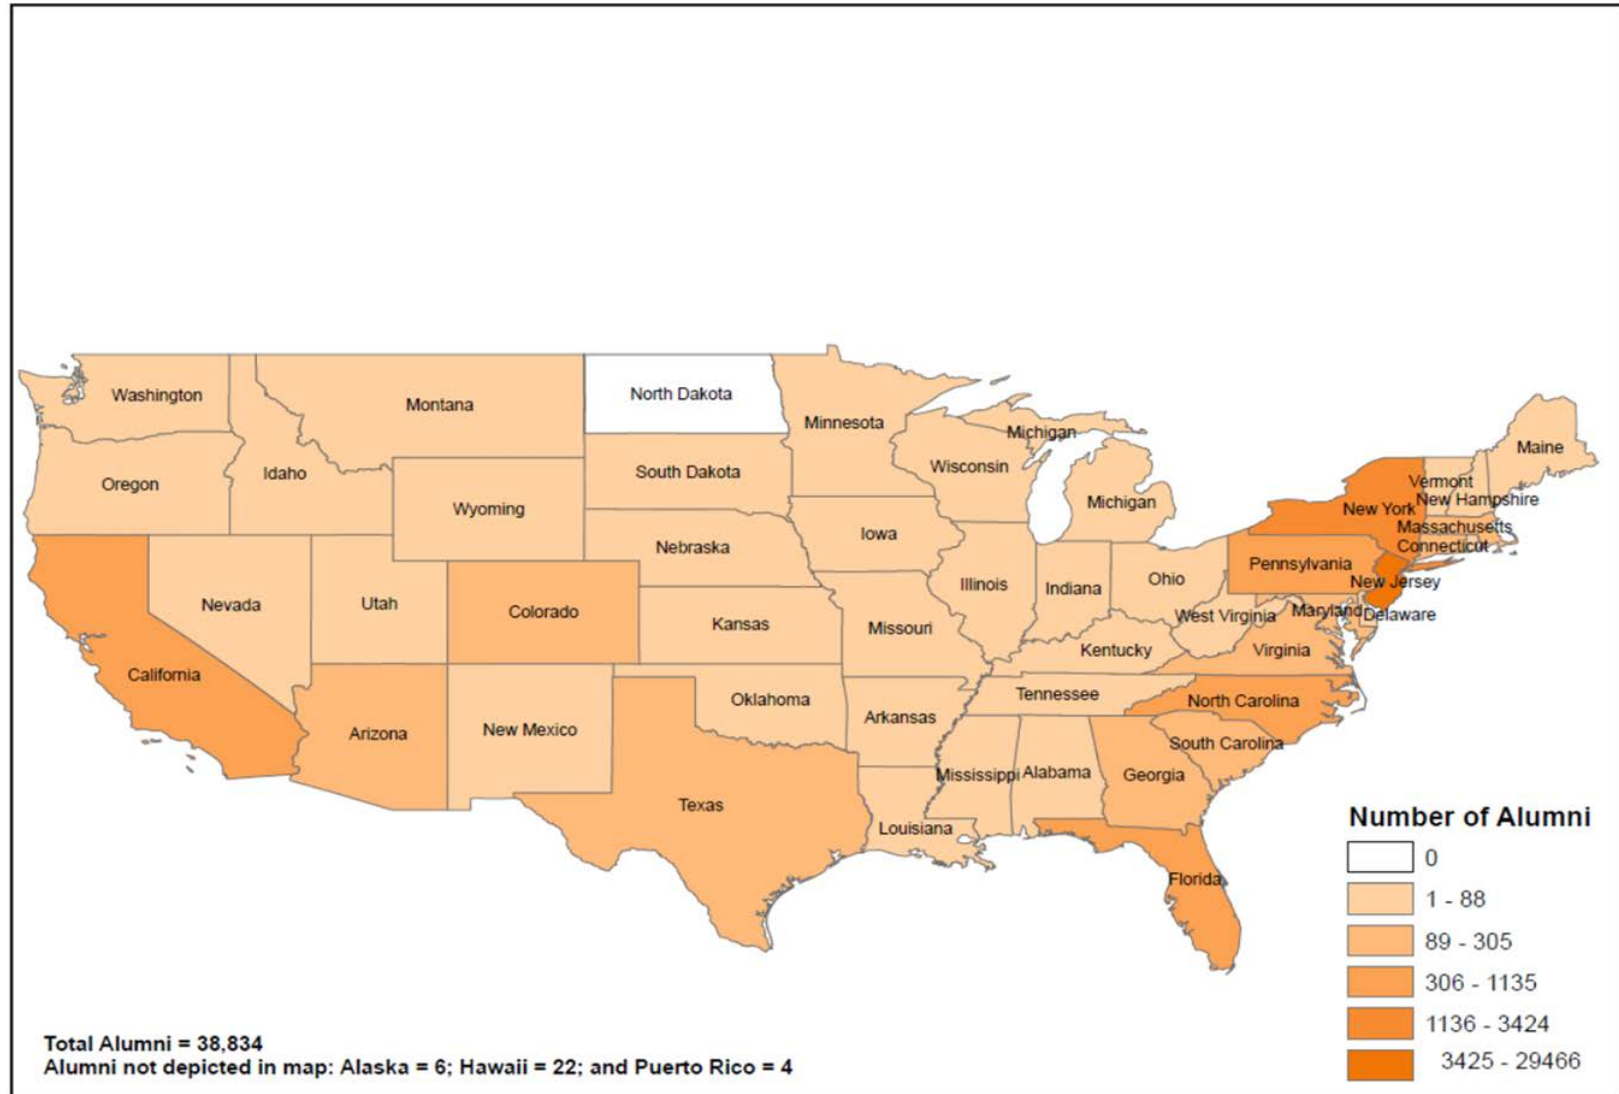 Washington
Montana
North Dakota
Minnesota
Michigan
Maine
Oregon
Idaho
Wyoming
South Dakota
Wisconsin
Michigan
Vermont
New Hampshire
New York
Massachusetts
Connecticut
Nebraska
Iowa
Illinois
Indiana
Ohio
Pennsylvania
New Jersey
Nevada
Utah
Colorado
Kansas
Missouri
West Virginia
Maryland
Delaware
Kentucky
Virginia
California
Arizona
New Mexico
Oklahoma
Arkansas
Tennessee
North Carolina
South Carolina
Texas
Mississippi
Alabama
Georgia
Louisiana
Florida
Number of Alumni
0
1 - 88
89 - 305
306 - 1135
1136 - 3424
3425 - 29466
Total Alumni = 38,834
Alumni not depicted in map: Alaska = 6; Hawaii = 22; and Puerto Rico = 4